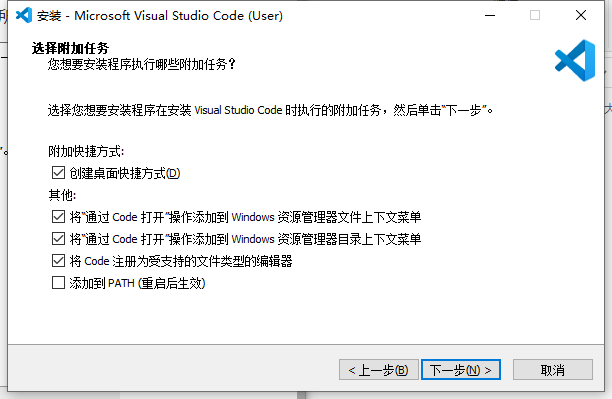 安装 - Microsoft Visual Studio Code (User)
选择附加任务
您想要安装程序执行哪些附加任务？
选择您想要安装程序在安装 Visual Studio Code 时执行的附加任务，然后单击“下一步”。
附加快捷方式:
创建桌面快捷方式(D)
其他:
将“通过 Code 打开”操作添加到 Windows 资源管理器文件上下文菜单
将“通过 Code 打开”操作添加到 Windows 资源管理器目录上下文菜单
将 Code 注册为受支持的文件类型的编辑器
添加到 PATH (重启后生效)
< 上一步(B)
下一步(N) >
取消